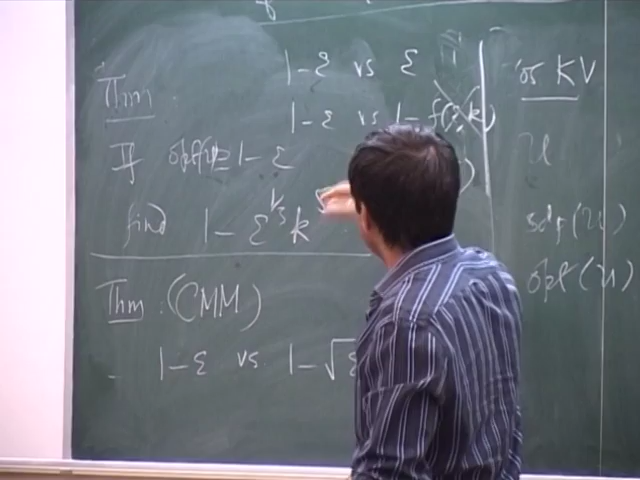 1-ε vs ε
Thm.
1-ε vs 1-f(ε,k)
If opt(u) ≥ 1-ε
find 1-ε^{1/3} k
Thm: (CMM)
1-ε vs 1-√ε
or KV
U
sdp(U)
opt(U)